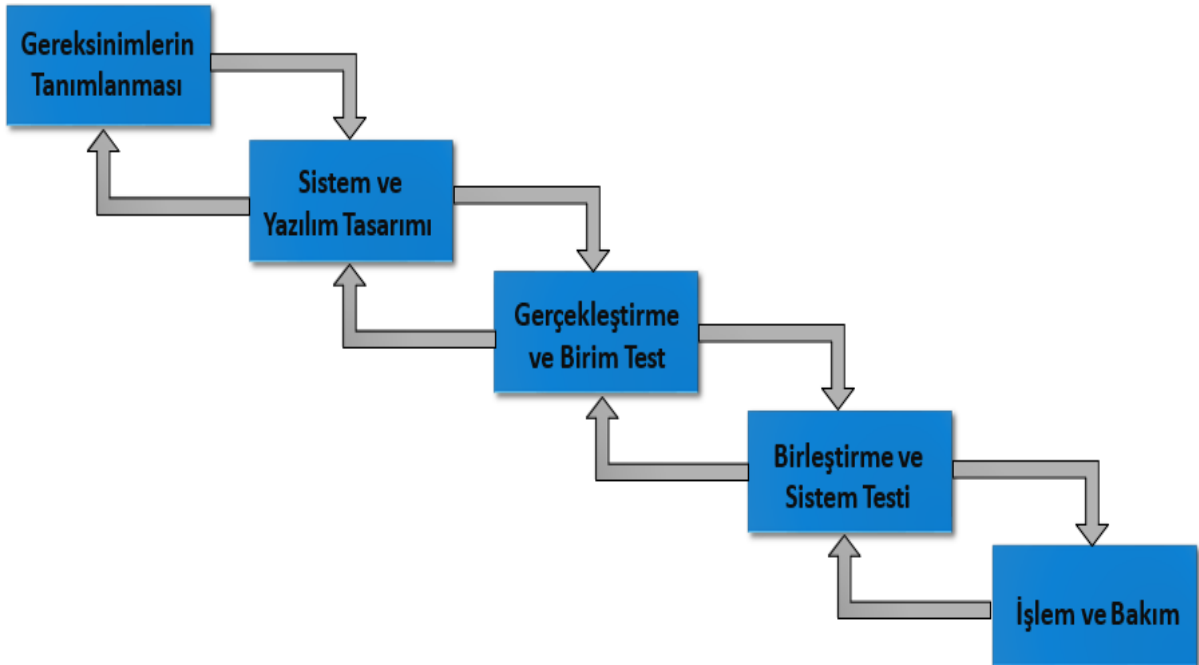 Gereksinimlerin
Tanımlanması
Sistem ve
Yazılım Tasarımı
Gerçekleştirme
ve Birim Test
Birleştirme ve
Sistem Testi
İşlem ve Bakım